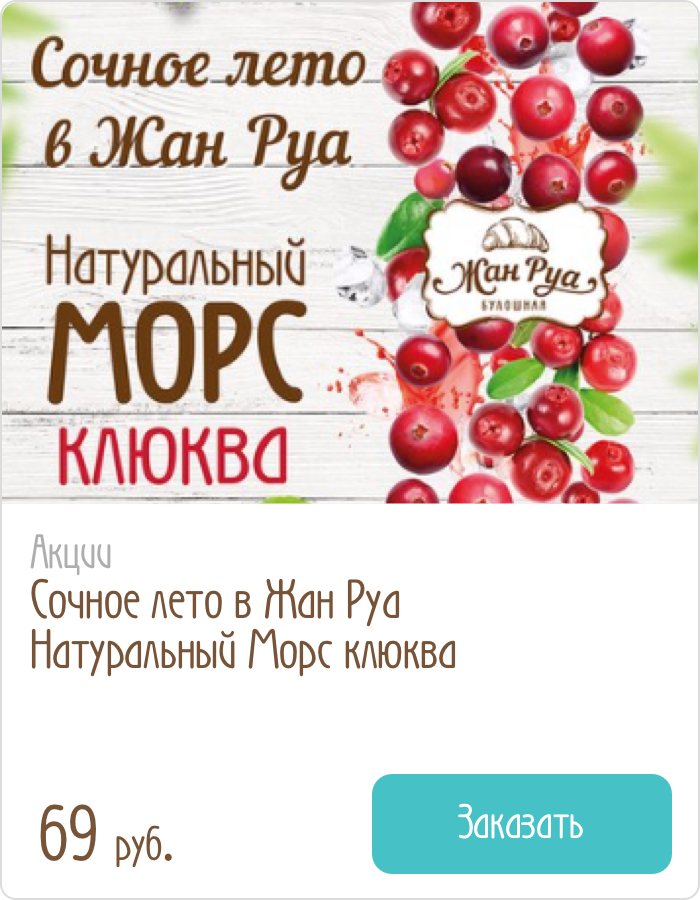 Сочное лето
в Жан Руа
Натуральный
МОРС
КЛЮКВА
Жан Руа
БУЛОШНАЯ
Акции
Сочное лето в Жан Руа
Натуральный Морс клюква
69 руб.
Заказать